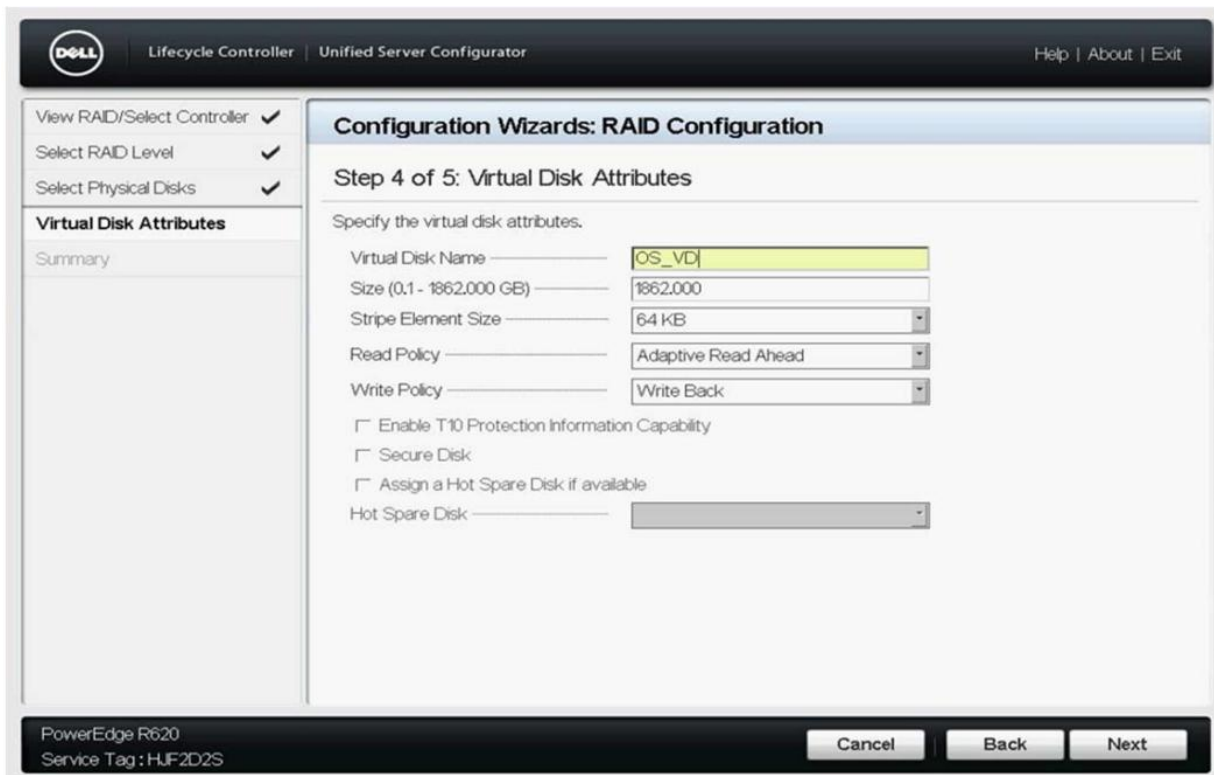 DELL Lifecycle Controller | Unified Server Configurator Help | About | Exit
View RAID/Select Controller
Select RAID Level
Select Physical Disks
Virtual Disk Attributes
Summary
Configuration Wizards: RAID Configuration
Step 4 of 5: Virtual Disk Attributes
Specify the virtual disk attributes.
Virtual Disk Name OS_VD
Size (0.1 - 1862.000 GB) 1862.000
Stripe Element Size 64 KB
Read Policy Adaptive Read Ahead
Write Policy Write Back
Enable T10 Protection Information Capability
Secure Disk
Assign a Hot Spare Disk if available
Hot Spare Disk
PowerEdge R620
Service Tag : HJF2D2S
Cancel Back Next